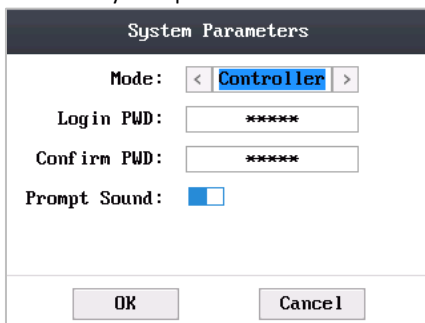 System Parameters
Mode: < Controller >
Login PWD: *****
Confirm PWD: *****
Prompt Sound:
OK Cancel